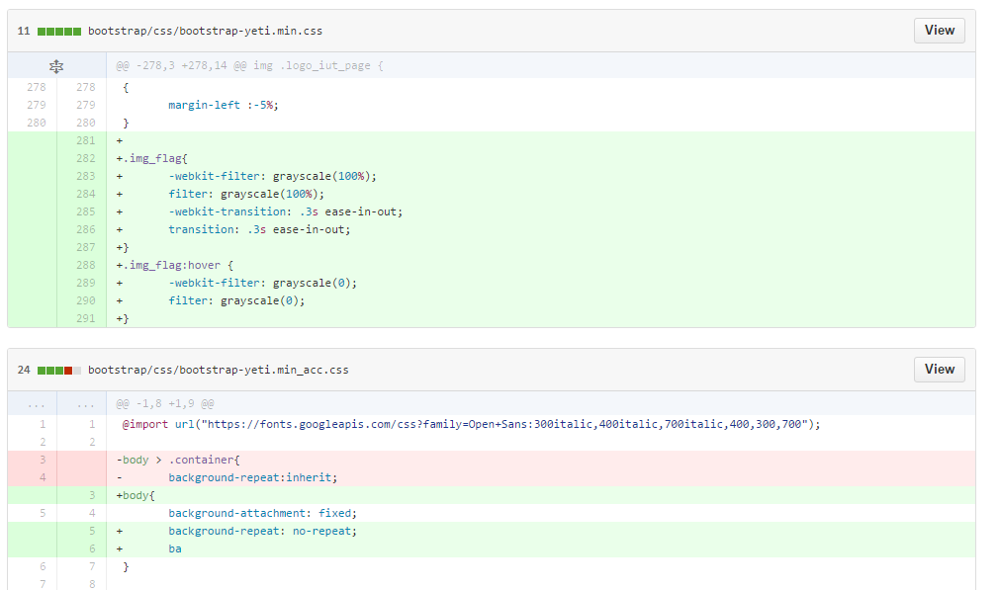 11 bootstrap/css/bootstrap-yeti.min.css View
@@ -278,3 +278,14 @@ img .logo_iut_page {
278 278 {
279 279 margin-left :-5%;
280 280 }
281 +
282 +.img_flag{
283 + -webkit-filter: grayscale(100%);
284 + filter: grayscale(100%);
285 + -webkit-transition: .3s ease-in-out;
286 + transition: .3s ease-in-out;
287 +}
288 +.img_flag:hover {
289 + -webkit-filter: grayscale(0);
290 + filter: grayscale(0);
291 +}
24 bootstrap/css/bootstrap-yeti.min_acc.css View
... ... @@ -1,8 +1,9 @@
1 1 @import url("https://fonts.googleapis.com/css?family=Open+Sans:300italic,400italic,700italic,400,300,700");
2 2
3 -body > .container{
4 - background-repeat:inherit;
3 +body{
5 4 background-attachment: fixed;
5 + background-repeat: no-repeat;
6 + ba
6 7 }
7 8